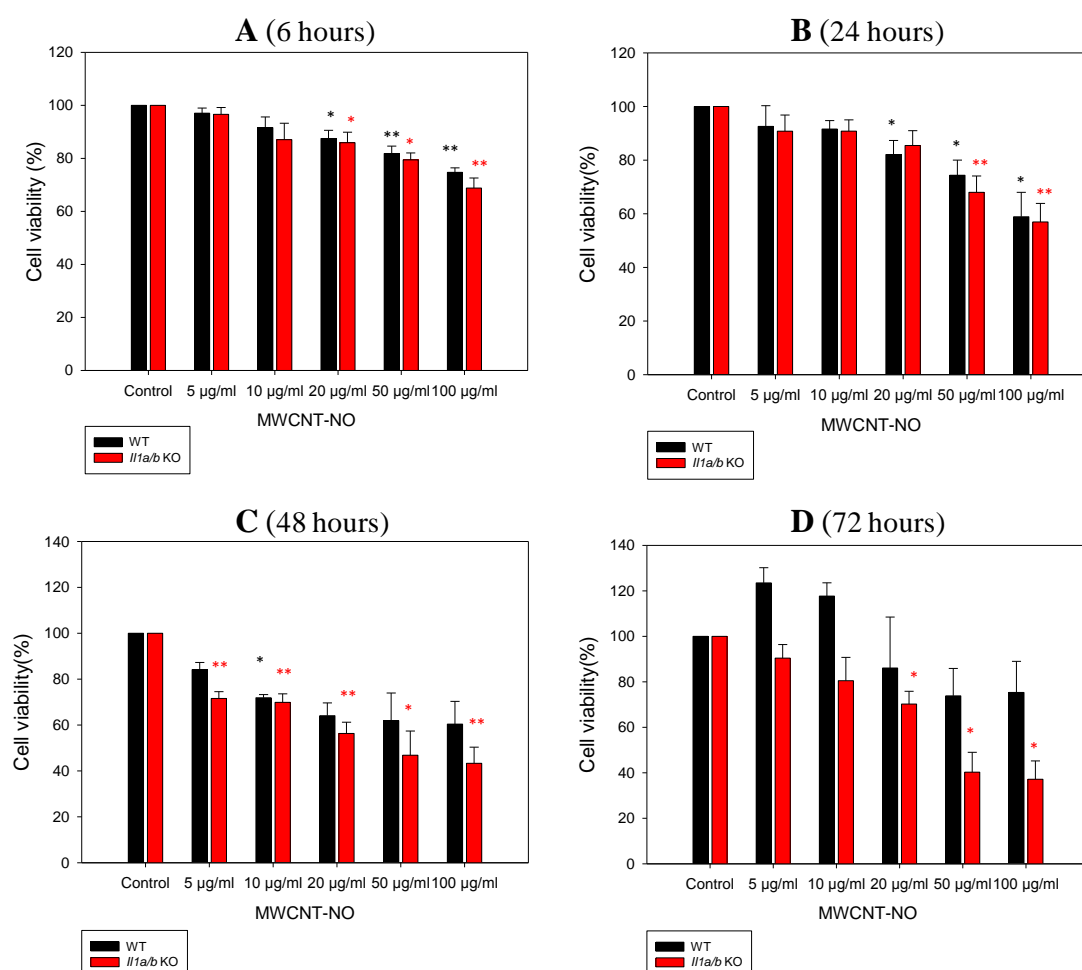 A (6 hours)
120
100
80
60
40
20
0
Cell viability (%)
* * ** * ** **
Control 5 µg/ml 10 µg/ml 20 µg/ml 50 µg/ml 100 µg/ml
MWCNT-NO
WT
Il1a/b KO
B (24 hours)
120
100
80
60
40
20
0
Cell viability(%)
* * ** * **
Control 5 µg/ml 10 µg/ml 20 µg/ml 50 µg/ml 100 µg/ml
MWCNT-NO
WT
Il1a/b KO
C (48 hours)
140
120
100
80
60
40
20
0
Cell viability(%)
** * ** ** * **
Control 5 µg/ml 10 µg/ml 20 µg/ml 50 µg/ml 100 µg/ml
MWCNT-NO
WT
Il1a/b KO
D (72 hours)
140
120
100
80
60
40
20
0
Cell viability(%)
* * *
Control 5 µg/ml 10 µg/ml 20 µg/ml 50 µg/ml 100 µg/ml
MWCNT-NO
WT
Il1a/b KO